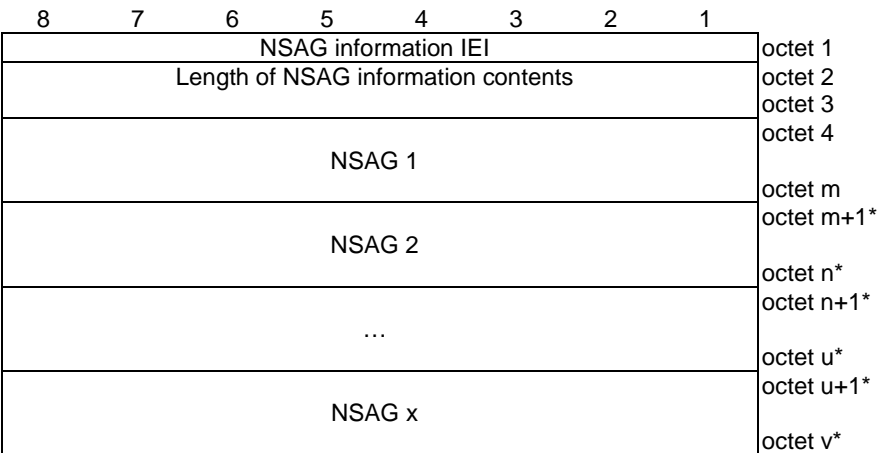 8 7 6 5 4 3 2 1
NSAG information IEI octet 1
Length of NSAG information contents octet 2
octet 3
octet 4
NSAG 1
octet m
octet m+1*
NSAG 2
octet n*
octet n+1*
…
octet u*
octet u+1*
NSAG x
octet v*